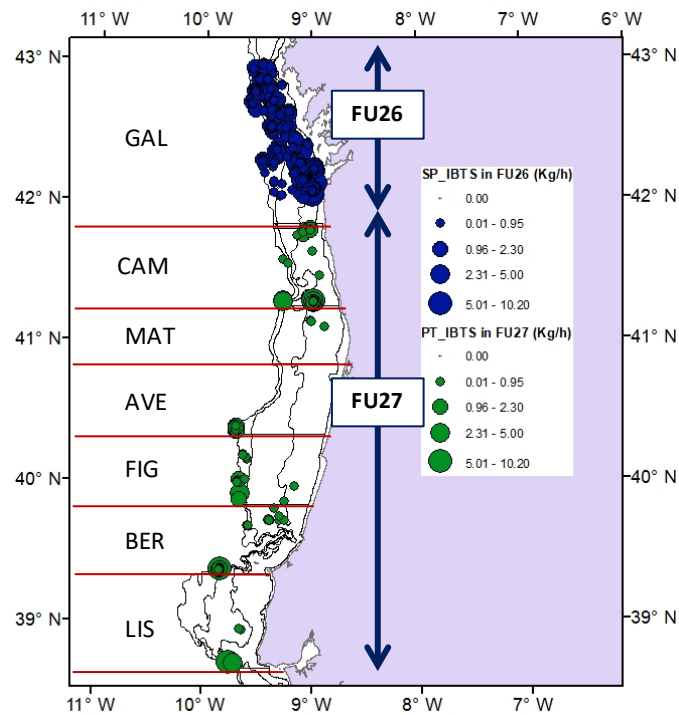 10° W 9° W 8° W 7° W 6° W
43° N 43° N
FU26
GAL
SP_IBTS in FU26 (Kg/h)
0.00
42° N 42° N
0.01 - 0.95
0.96 - 2.30
CAM
2.31 - 5.00
5.01 - 10.20
PT_IBTS in FU27 (Kg/h)
41° N 41° N
MAT
0.00
0.01 - 0.95
AVE
FU27
0.96 - 2.30
2.31 - 5.00
FIG
5.01 - 10.20
40° N 40° N
BER
39° N 39° N
LIS
11° W 10° W 9° W 8° W 7° W